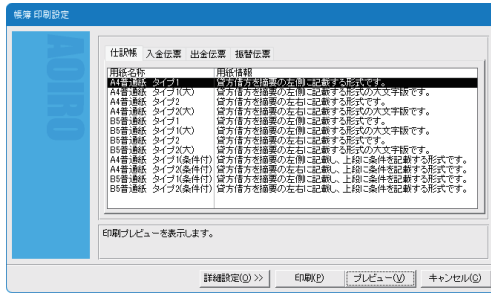 帳簿 印刷設定
AOIRO
仕訳帳 入金伝票 出金伝票 振替伝票
用紙名称 用紙情報
A4普通紙 タイプ1 貸方借方を摘要の左側に記載する形式です。
A4普通紙 タイプ1(大) 貸方借方を摘要の左側に記載する形式の大文字版です。
A4普通紙 タイプ2 貸方借方を摘要の左右に記載する形式です。
A4普通紙 タイプ2(大) 貸方借方を摘要の左右に記載する形式の大文字版です。
B5普通紙 タイプ1 貸方借方を摘要の左側に記載する形式です。
B5普通紙 タイプ1(大) 貸方借方を摘要の左側に記載する形式の大文字版です。
B5普通紙 タイプ2 貸方借方を摘要の左右に記載する形式です。
B5普通紙 タイプ2(大) 貸方借方を摘要の左右に記載する形式の大文字版です。
A4普通紙 タイプ1(条件付) 貸方借方を摘要の左側に記載し、上段に条件を記載する形式です。
A4普通紙 タイプ2(条件付) 貸方借方を摘要の左右に記載し、上段に条件を記載する形式です。
B5普通紙 タイプ1(条件付) 貸方借方を摘要の左側に記載し、上段に条件を記載する形式です。
B5普通紙 タイプ2(条件付) 貸方借方を摘要の左右に記載し、上段に条件を記載する形式です。
印刷プレビューを表示します。
詳細設定(O) >> 印刷(P) プレビュー(V) キャンセル(C)